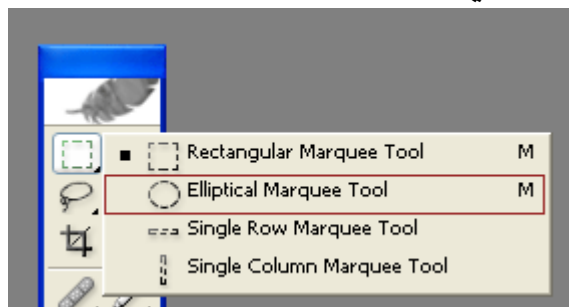 Rectangular Marquee Tool M
Elliptical Marquee Tool M
Single Row Marquee Tool
Single Column Marquee Tool